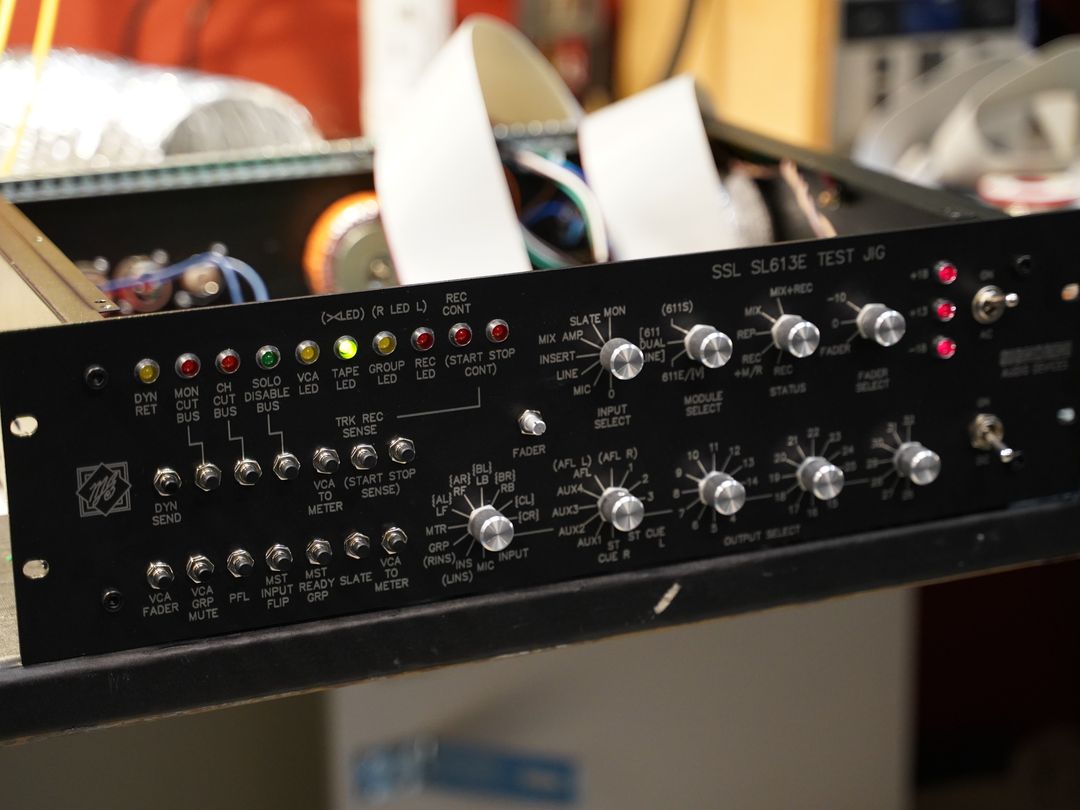 SSL SL613E TEST JIG
(>LED) (R LED L) REC
CONT
DYN
RET
MON
CUT
BUS
CH
CUT
BUS
SOLO
DISABLE
BUS
VCA
LED
TAPE
LED
GROUP
LED
REC
LED
(START STOP
CONT)
SLATE MON
MIX AMP
INSERT
LINE
MIC
0
[611
DUAL
LINE]
INPUT
SELECT
(611S)
611E/[V]
MODULE
SELECT
MIX+REC
MIX
REP
REC
+M/R
REC
STATUS
-10
0
FADER
FADER
SELECT
+18
-18
ON
TRK REC
SENSE
DYN
SEND
VCA
TO
METER
(START STOP
SENSE)
FADER
VCA
FADER
VCA
GRP
MUTE
PFL
MST
INPUT
FLIP
MST
READY
GRP
SLATE
VCA
TO
METER
[BL]
[AR] LB [BR]
RF RB
[AL]
LF
[CL]
[CR]
MTR
GRP
(RINS)
INS
(LINS)
MIC
INPUT
(AFL L) (AFL R)
AFL
AUX4
AUX3
AUX2
AUX1
1
2
3
ST CUE
L
ST
CUE R
11
10 12
9 13
8 14
7
6
4
22
21 23
20 24
19
18
17
15
OUTPUT SELECT
32
AUDIO DEVICES